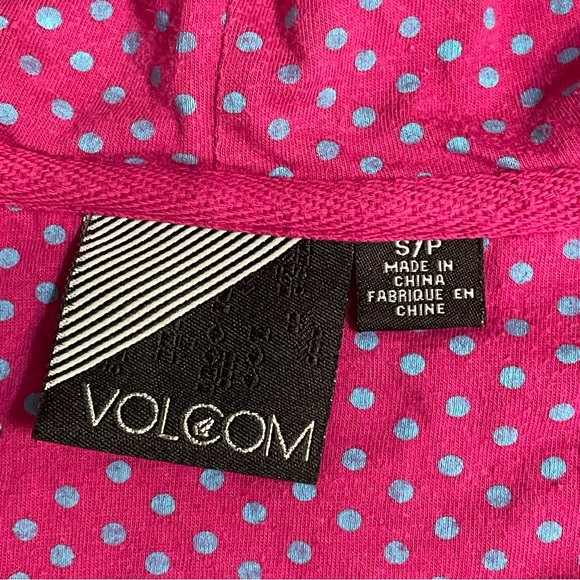 VOLCOM
S/P
MADE IN
CHINA
FABRIQUE EN
CHINE